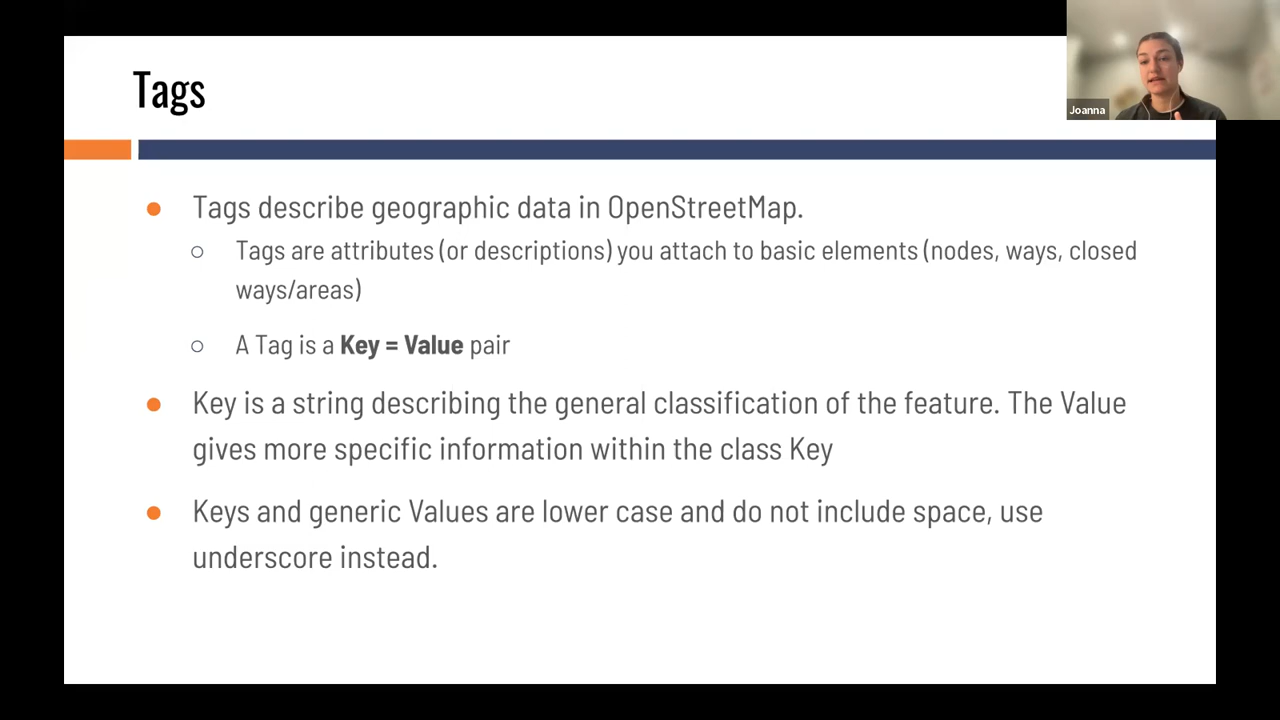 Tags
Joanna
Tags describe geographic data in OpenStreetMap.
Tags are attributes (or descriptions) you attach to basic elements (nodes, ways, closed
ways/areas)
A Tag is a Key = Value pair
Key is a string describing the general classification of the feature. The Value
gives more specific information within the class Key
Keys and generic Values are lower case and do not include space, use
underscore instead.